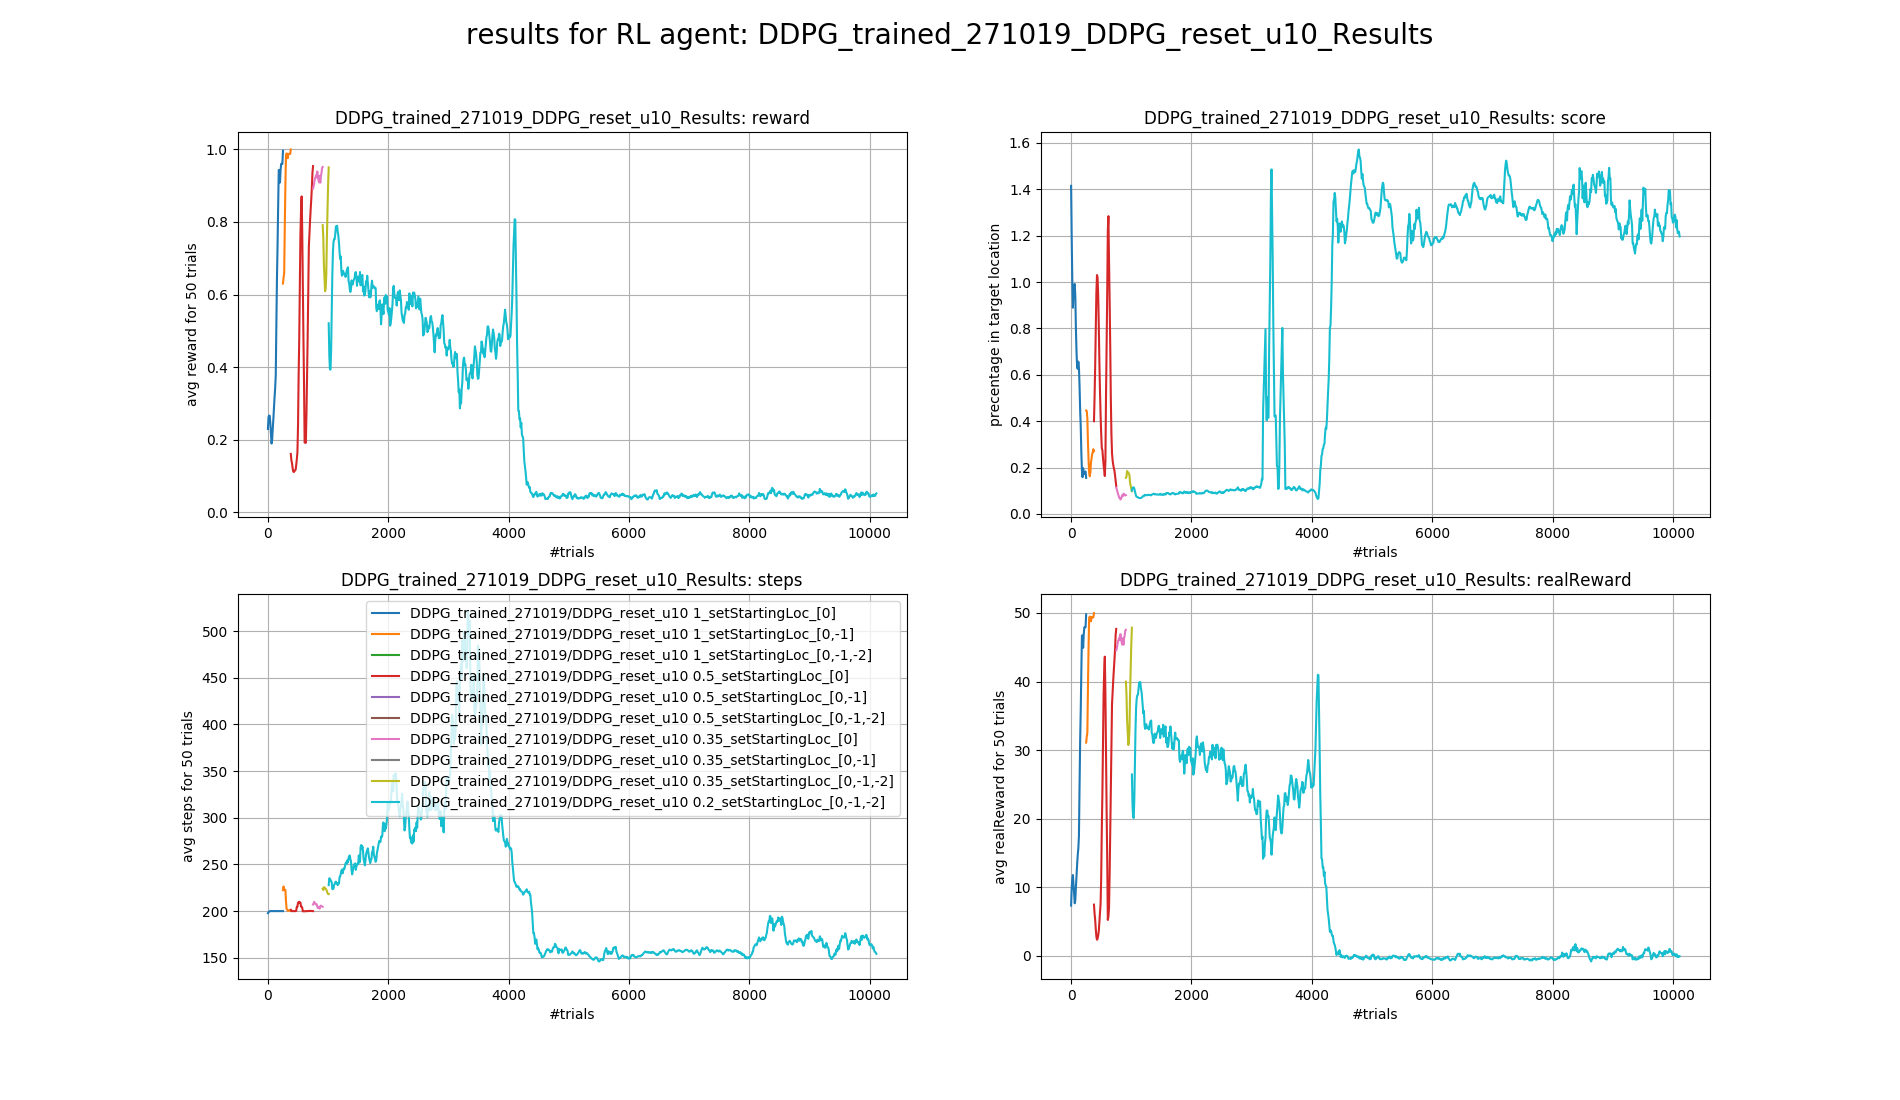 results for RL agent: DDPG_trained_271019_DDPG_reset_u10_Results
DDPG_trained_271019_DDPG_reset_u10_Results: reward
avg reward for 50 trials
1.0
0.8
0.6
0.4
0.2
0.0
0 2000 4000 6000 8000 10000
#trials
DDPG_trained_271019_DDPG_reset_u10_Results: score
precentage in target location
1.6
1.4
1.2
1.0
0.8
0.6
0.4
0.2
0.0
0 2000 4000 6000 8000 10000
#trials
DDPG_trained_271019_DDPG_reset_u10_Results: steps
avg steps for 50 trials
500
450
400
350
300
250
200
150
DDPG_trained_271019/DDPG_reset_u10 1_setStartingLoc_[0]
DDPG_trained_271019/DDPG_reset_u10 1_setStartingLoc_[0,-1]
DDPG_trained_271019/DDPG_reset_u10 1_setStartingLoc_[0,-1,-2]
DDPG_trained_271019/DDPG_reset_u10 0.5_setStartingLoc_[0]
DDPG_trained_271019/DDPG_reset_u10 0.5_setStartingLoc_[0,-1]
DDPG_trained_271019/DDPG_reset_u10 0.5_setStartingLoc_[0,-1,-2]
DDPG_trained_271019/DDPG_reset_u10 0.35_setStartingLoc_[0]
DDPG_trained_271019/DDPG_reset_u10 0.35_setStartingLoc_[0,-1]
DDPG_trained_271019/DDPG_reset_u10 0.35_setStartingLoc_[0,-1,-2]
DDPG_trained_271019/DDPG_reset_u10 0.2_setStartingLoc_[0,-1,-2]
0 2000 4000 6000 8000 10000
#trials
DDPG_trained_271019_DDPG_reset_u10_Results: realReward
avg realReward for 50 trials
50
40
30
20
10
0
0 2000 4000 6000 8000 10000
#trials